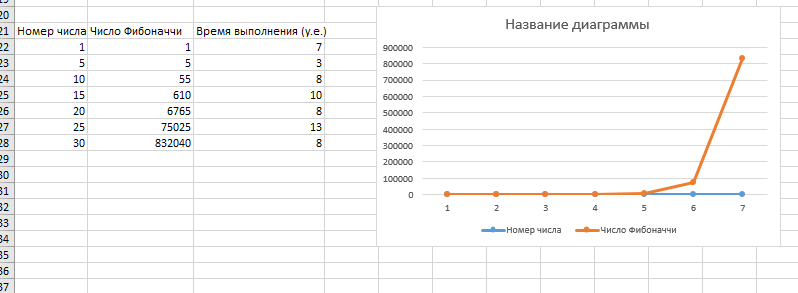 20
21 Номер числа Число Фибоначчи Время выполнения (у.е.)
22 1 1 7
23 5 5 3
24 10 55 8
25 15 610 10
26 20 6765 8
27 25 75025 13
28 30 832040 8
29
30
31
32
33
34
35
36
37
Название диаграммы
900000
800000
700000
600000
500000
400000
300000
200000
100000
0
1 2 3 4 5 6 7
Номер числа Число Фибоначчи